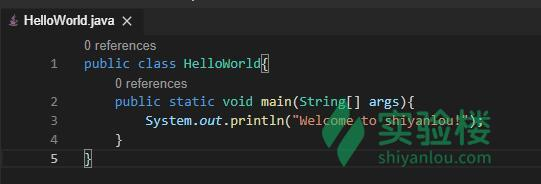 HelloWorld.java
0 references
1 public class HelloWorld{
0 references
2 public static void main(String[] args){
3 System.out.println("Welcome to shiyanlou!");
4 }
5 }
实验楼
shiyanlou.com